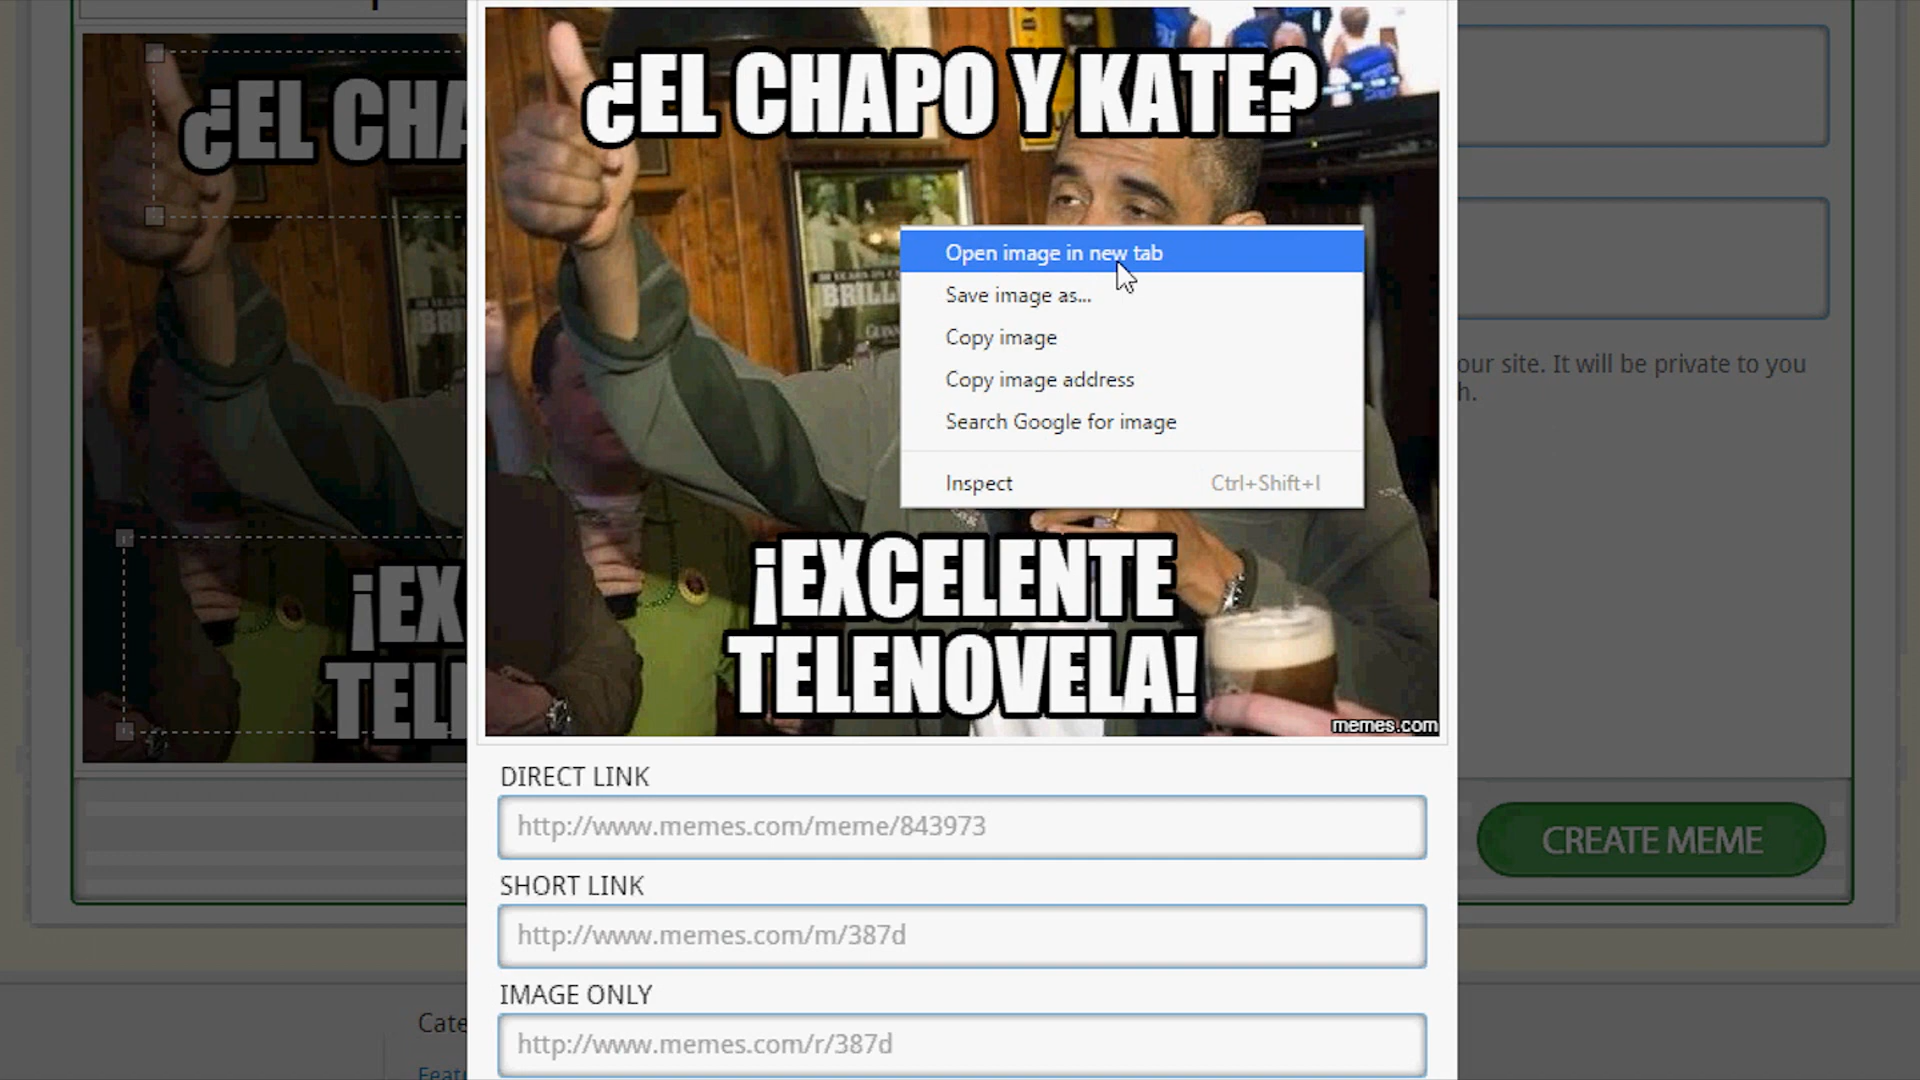 ¿EL CHAPO Y KATE?
¿EL CHA
Open image in new tab
Save image as...
Copy image
Copy image address
Search Google for image
Inspect Ctrl+Shift+I
BRILL
our site. It will be private to you
h.
¡EXCELENTE
TELENOVELA!
¡EX
TELE
memes.com
DIRECT LINK
http://www.memes.com/meme/843973
CREATE MEME
SHORT LINK
http://www.memes.com/m/387d
IMAGE ONLY
http://www.memes.com/r/387d
Cate
Featu